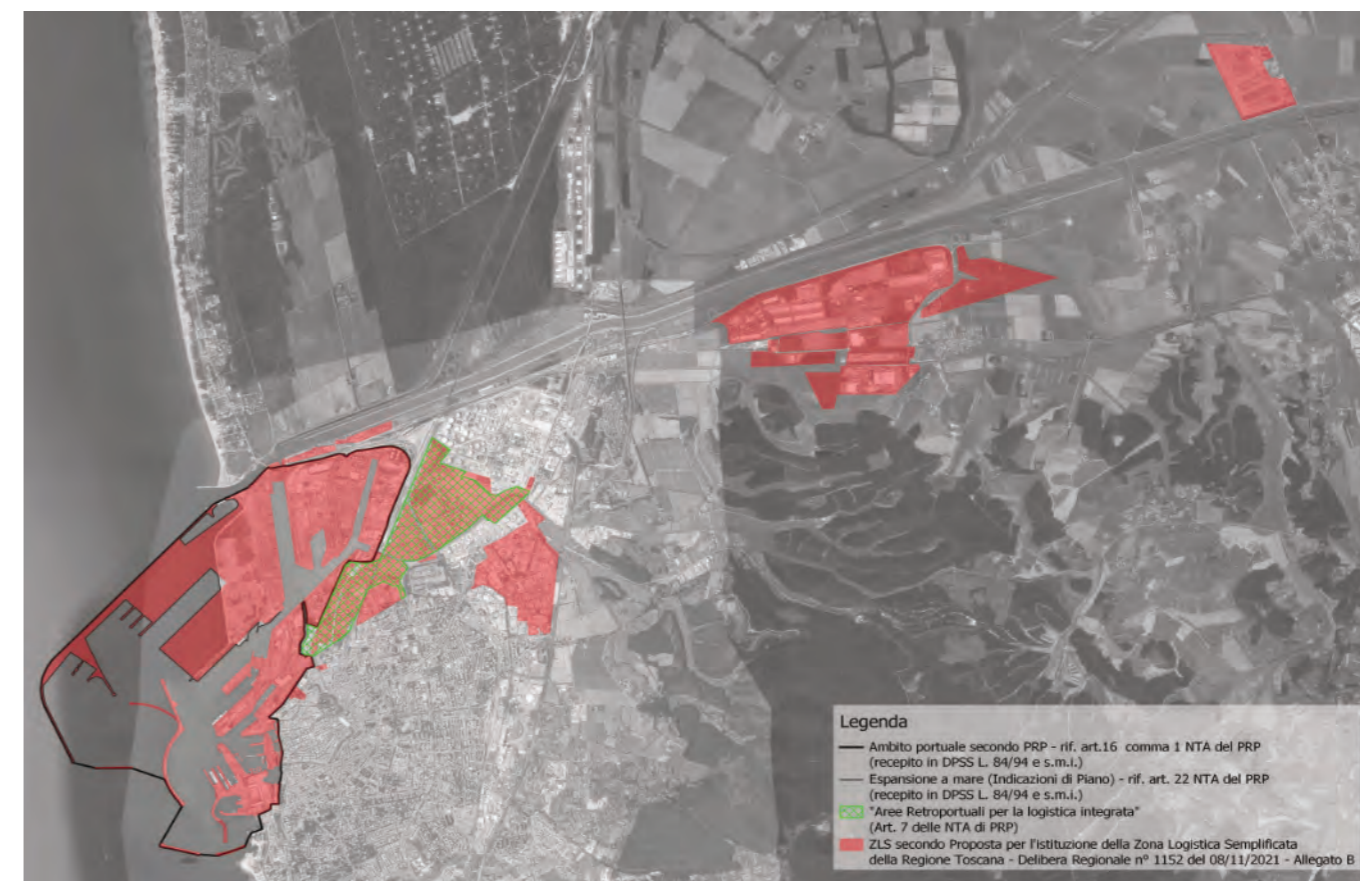 Legenda
Ambito portuale secondo PRP - rif. art.16 comma 1 NTA del PRP
(recepito in DPSS L. 84/94 e s.m.i.)
Espansione a mare (Indicazioni di Piano) - rif. art. 22 NTA del PRP
(recepito in DPSS L. 84/94 e s.m.i.)
"Aree Retroportuali per la logistica integrata"
(Art. 7 delle NTA di PRP)
ZLS secondo Proposta per l'istituzione della Zona Logistica Semplificata
della Regione Toscana - Delibera Regionale n° 1152 del 08/11/2021 - Allegato B